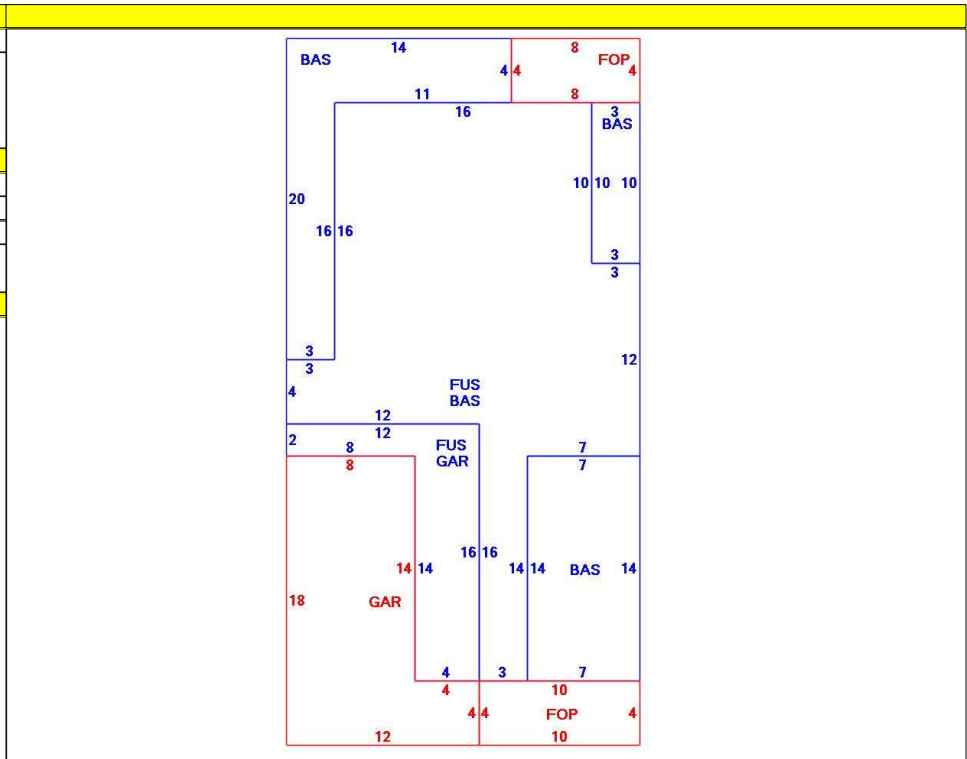 14 8
BAS FOP
4 4 4
11 8
16 3
BAS
10 10 10
20
16 16
3
3
3 12
3
4 FUS
BAS
12
12
2 FUS
8 7
8 GAR 7
16 16
14 14 14 14 BAS 14
18 GAR
4 3 7
4 10
4 4 FOP 4
12 10